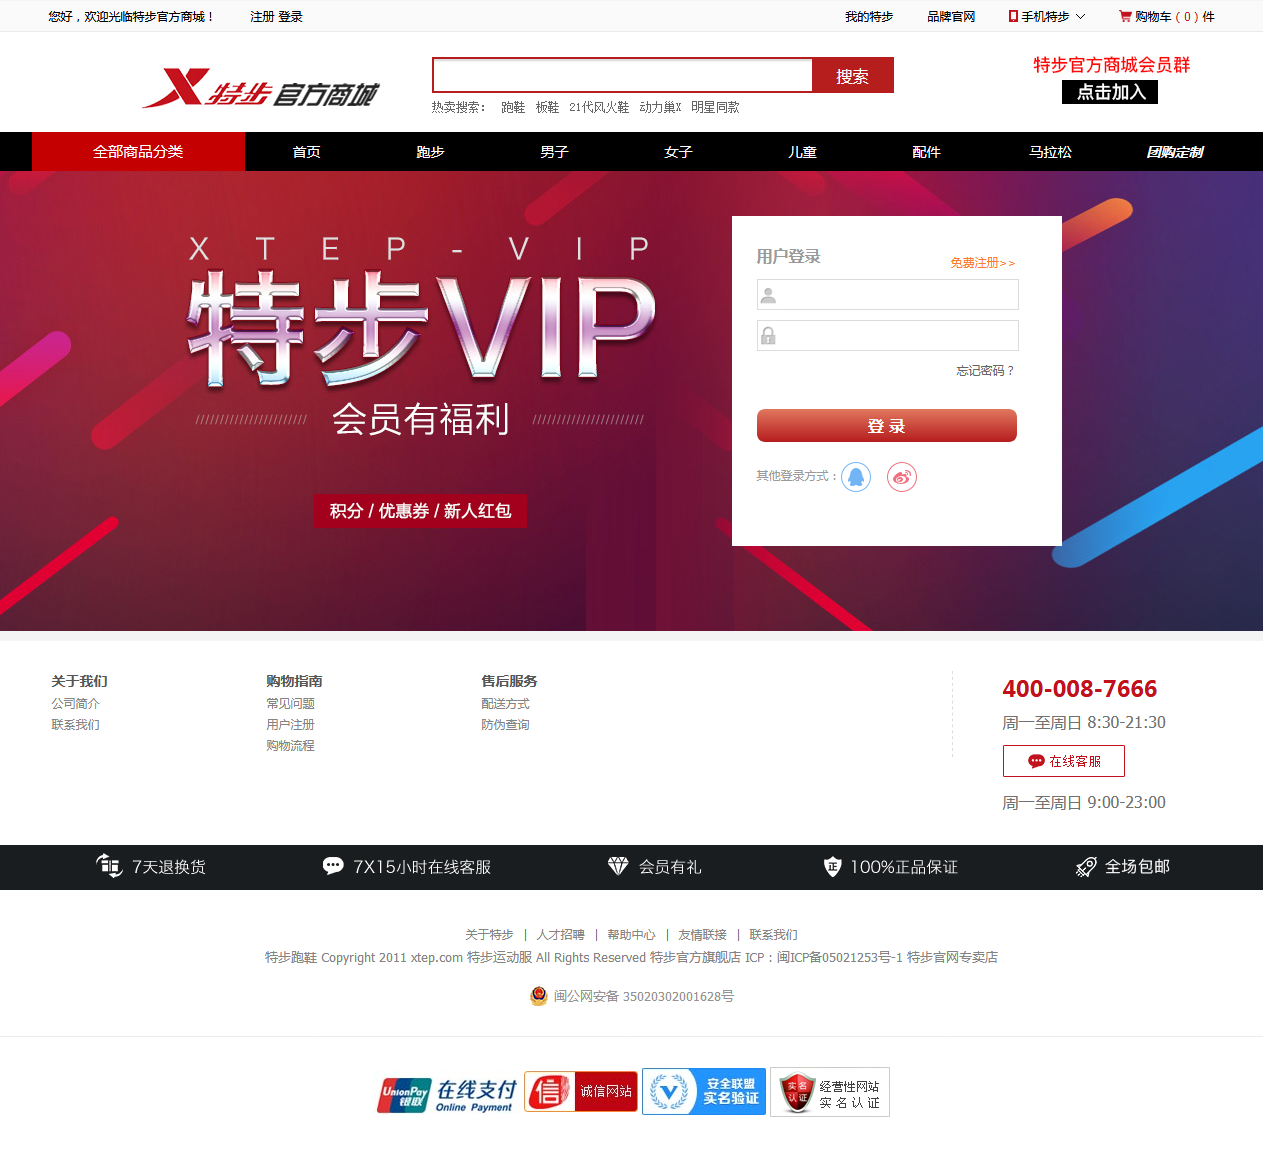 您好，欢迎光临特步官方商城！ 注册 登录 我的特步 品牌官网 手机特步 购物车 ( 0 ) 件
X 特步 官方商城
搜索
特步官方商城会员群
点击加入
热卖搜索： 跑鞋 板鞋 21代风火鞋 动力巢X 明星同款
全部商品分类 首页 跑步 男子 女子 儿童 配件 马拉松 团购定制
XTEP-VIP
特步VIP
会员有福利
积分 / 优惠券 / 新人红包
用户登录 免费注册>>
忘记密码？
登 录
其他登录方式：
关于我们 购物指南 售后服务
公司简介 常见问题 配送方式
联系我们 用户注册 防伪查询
购物流程
400-008-7666
周一至周日 8:30-21:30
在线客服
周一至周日 9:00-23:00
7天退换货 7X15小时在线客服 会员有礼 正 100%正品保证 全场包邮
关于特步 | 人才招聘 | 帮助中心 | 友情联接 | 联系我们
特步跑鞋 Copyright 2011 xtep.com 特步运动服 All Rights Reserved 特步官方旗舰店 ICP：闽ICP备05021253号-1 特步官网专卖店
闽公网安备 35020302001628号
UnionPay 银联 在线支付 Online Payment
信 诚信网站
安全联盟 实名验证
实名认证 经营性网站 实名认证